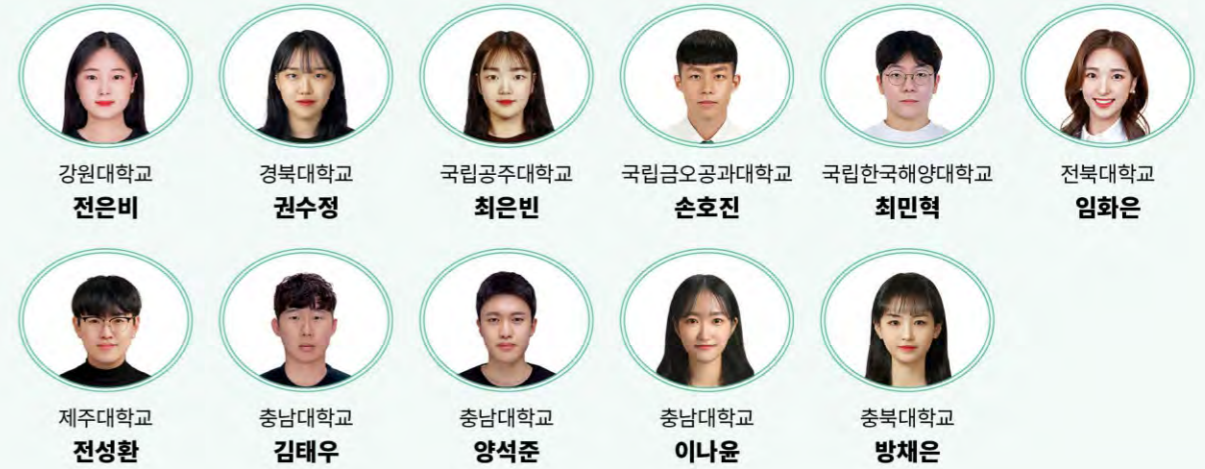 강원대학교
전은비
경북대학교
권수정
국립공주대학교
최은빈
국립금오공과대학교
손호진
국립한국해양대학교
최민혁
전북대학교
임화은
제주대학교
전성환
충남대학교
김태우
충남대학교
양석준
충남대학교
이나윤
충북대학교
방채은